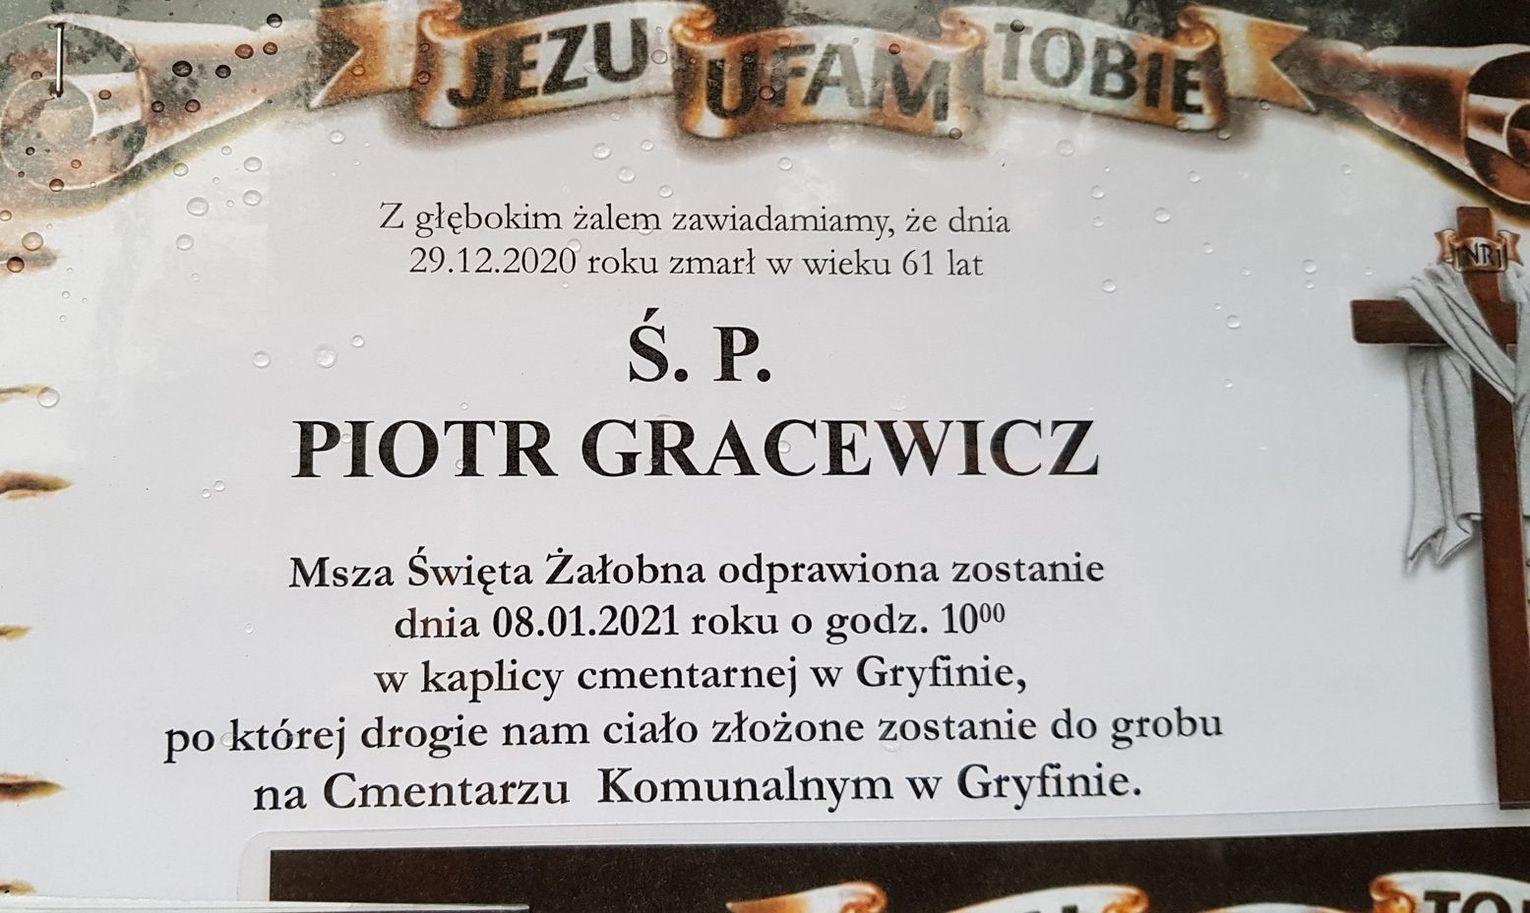 JEZU UFAM TOBIE
INRI
Z głębokim żalem zawiadamiamy, że dnia
29.12.2020 roku zmarł w wieku 61 lat
Ś. P.
PIOTR GRACEWICZ
Msza Święta Żałobna odprawiona zostanie
dnia 08.01.2021 roku o godz. 10⁰⁰
w kaplicy cmentarnej w Gryfinie,
po której drogie nam ciało złożone zostanie do grobu
na Cmentarzu Komunalnym w Gryfinie.